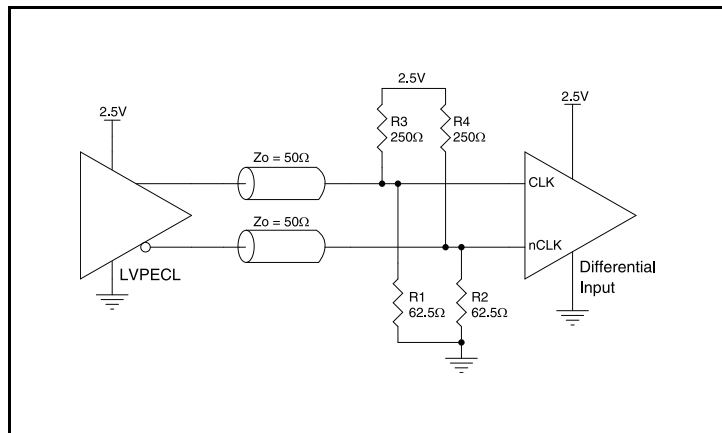 2.5V
2.5V
2.5V
R3
250Ω
R4
250Ω
Zo = 50Ω
CLK
Zo = 50Ω
nCLK
LVPECL
Differential
Input
R1
62.5Ω
R2
62.5Ω